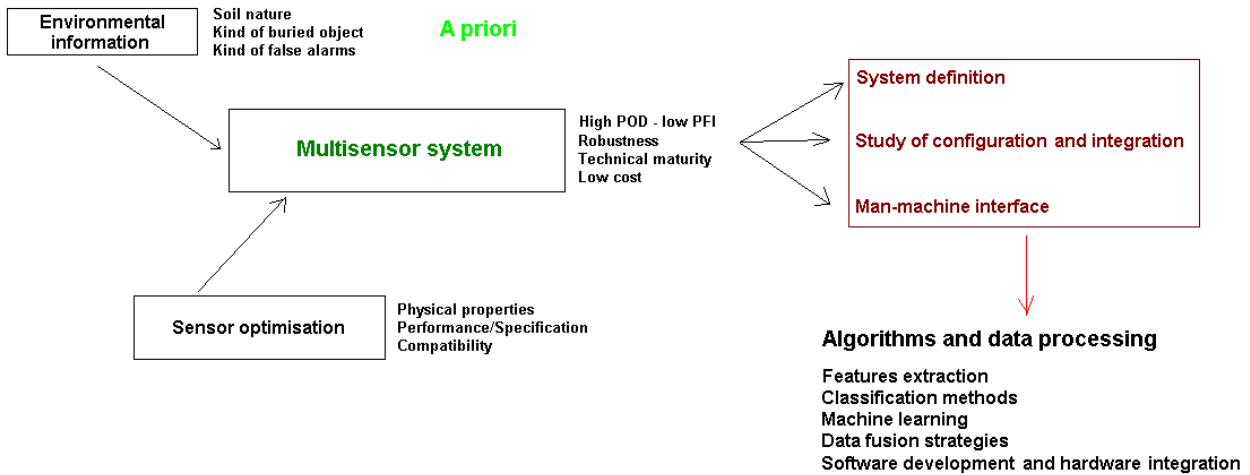 Environmental
information
Soil nature
Kind of buried object
Kind of false alarms
A priori
Multisensor system
High POD - low PFI
Robustness
Technical maturity
Low cost
System definition
Study of configuration and integration
Man-machine interface
Sensor optimisation
Physical properties
Performance/Specification
Compatibility
Algorithms and data processing
Features extraction
Classification methods
Machine learning
Data fusion strategies
Software development and hardware integration